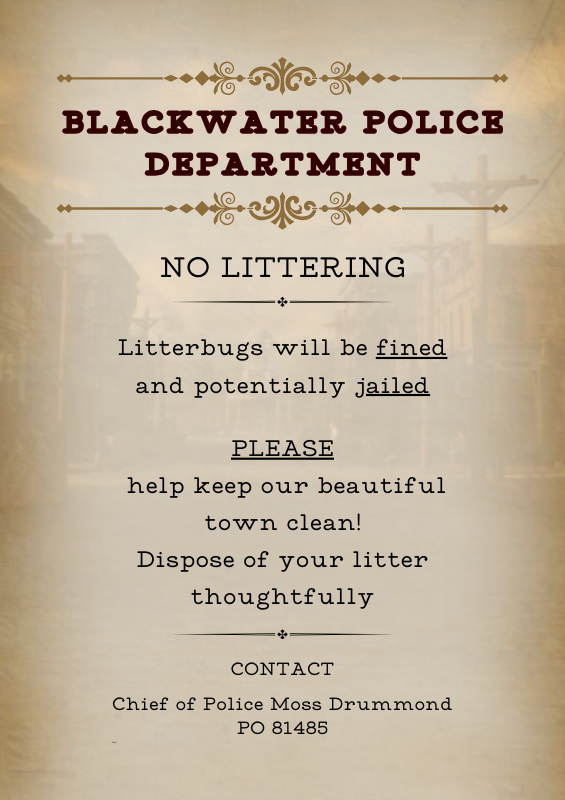 BLACKWATER POLICE
DEPARTMENT
NO LITTERING
Litterbugs will be fined
and potentially jailed
PLEASE
help keep our beautiful
town clean!
Dispose of your litter
thoughtfully
CONTACT
Chief of Police Moss Drummond
PO 81485